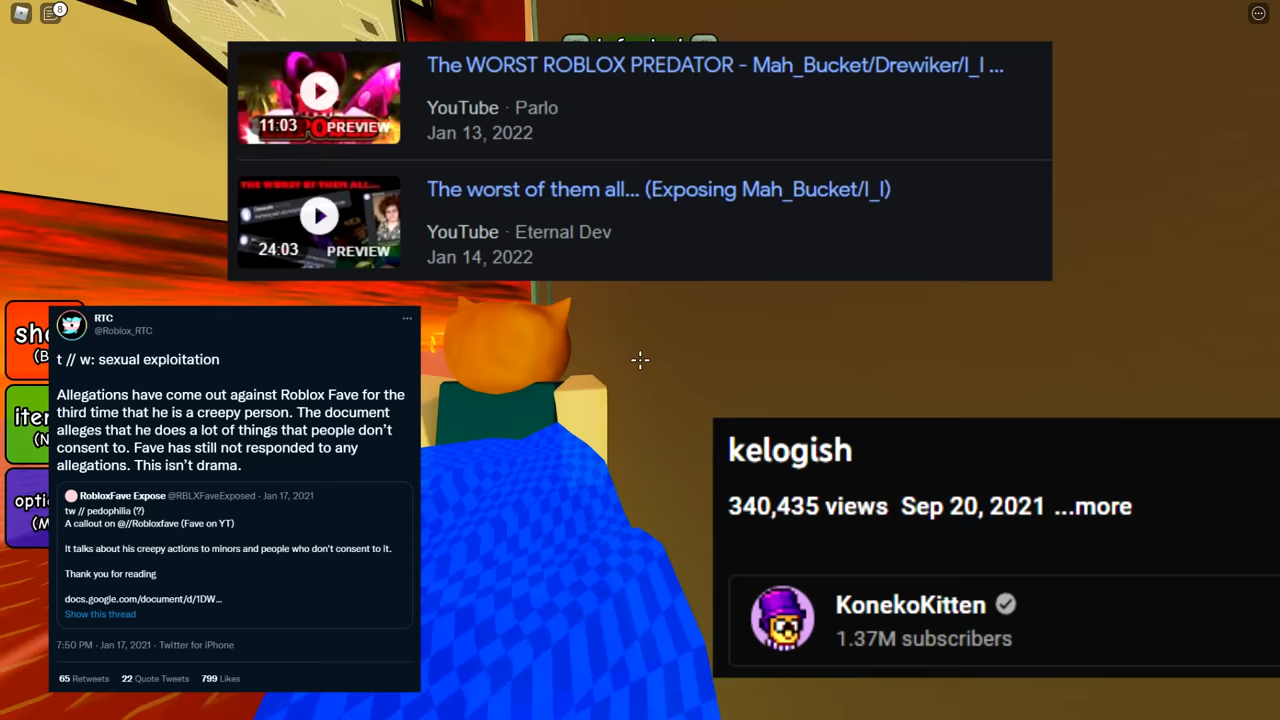 8
The WORST ROBLOX PREDATOR - Mah_Bucket/Drewiker/I_I ...
11:03
PREVIEW
YouTube · Parlo
Jan 13, 2022
THE WORST OF THEM ALL...
The worst of them all... (Exposing Mah_Bucket/I_I)
24:03
PREVIEW
YouTube · Eternal Dev
Jan 14, 2022
RTC
@Roblox_RTC
t // w: sexual exploitation
Allegations have come out against Roblox Fave for the
third time that he is a creepy person. The document
alleges that he does a lot of things that people don't
consent to. Fave has still not responded to any
allegations. This isn't drama.
RobloxFave Expose @RBLXFaveExposed · Jan 17, 2021
tw // pedophilia (?)
A callout on @//Robloxfave (Fave on YT)
It talks about his creepy actions to minors and people who don't consent to it.
Thank you for reading
docs.google.com/document/d/1DW...
Show this thread
7:50 PM · Jan 17, 2021 · Twitter for iPhone
65 Retweets 22 Quote Tweets 799 Likes
kelogish
340,435 views Sep 20, 2021 ...more
KonekoKitten
1.37M subscribers